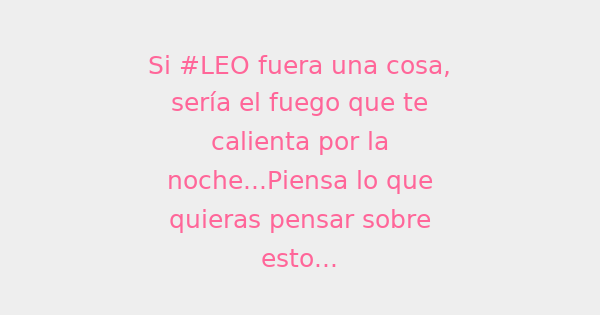 Si #LEO fuera una cosa,
sería el fuego que te
calienta por la
noche...Piensa lo que
quieras pensar sobre
esto...